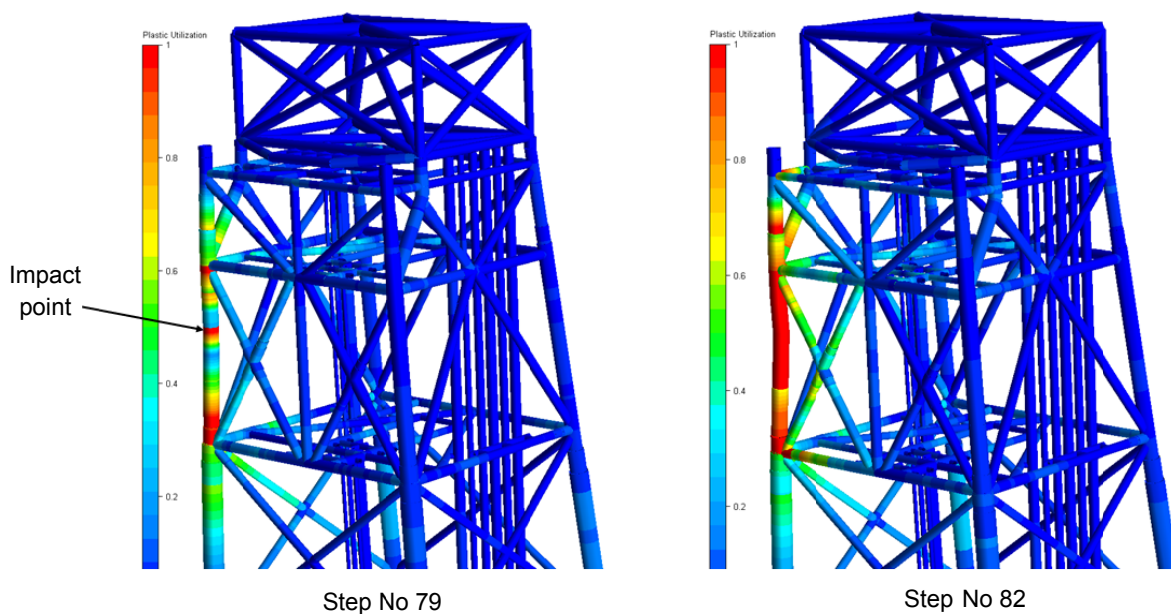 Plastic Utilization
1
0.8
0.6
0.4
0.2
Impact
point
Step No 79
Plastic Utilization
1
0.8
0.6
0.4
0.2
Step No 82